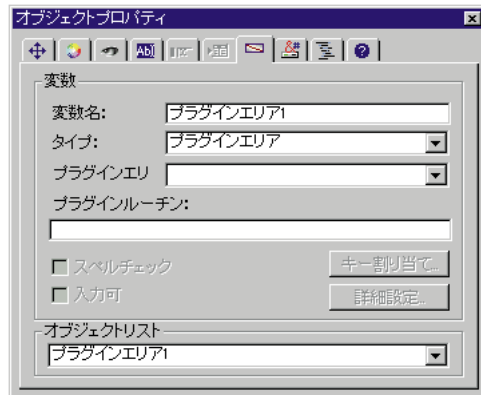 オブジェクトプロパティ
変数
変数名: プラグインエリア1
タイプ: プラグインエリア
プラグインエリ
プラグインルーチン:
スペルチェック
キー割り当て...
入力可
詳細設定...
オブジェクトリスト
プラグインエリア1